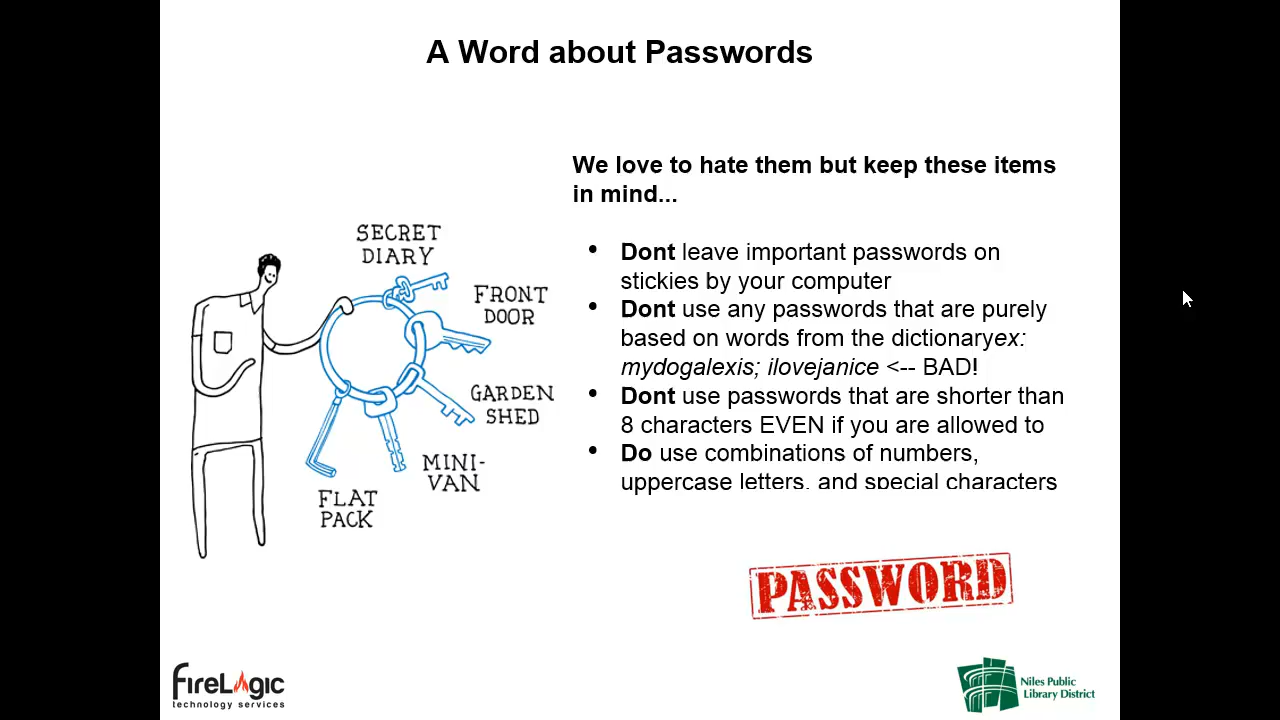 A Word about Passwords
We love to hate them but keep these items
in mind...
• Dont leave important passwords on
stickies by your computer
• Dont use any passwords that are purely
based on words from the dictionaryex:
mydogalexis; ilovejanice <-- BAD!
• Dont use passwords that are shorter than
8 characters EVEN if you are allowed to
• Do use combinations of numbers,
uppercase letters, and special characters
SECRET
DIARY
FRONT
DOOR
GARDEN
SHED
MINI-
VAN
FLAT
PACK
PASSWORD
FireLogic
technology services
Niles Public
Library District